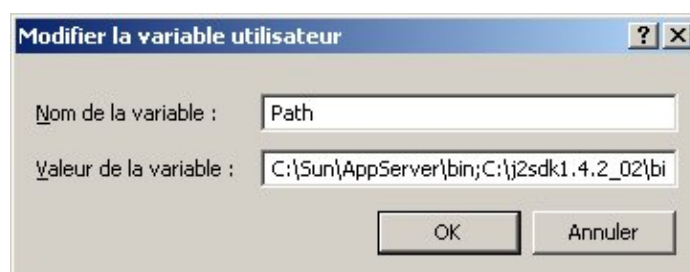 Modifier la variable utilisateur
Nom de la variable : Path
Valeur de la variable : C:\Sun\AppServer\bin;C:\j2sdk1.4.2_02\bi
OK Annuler